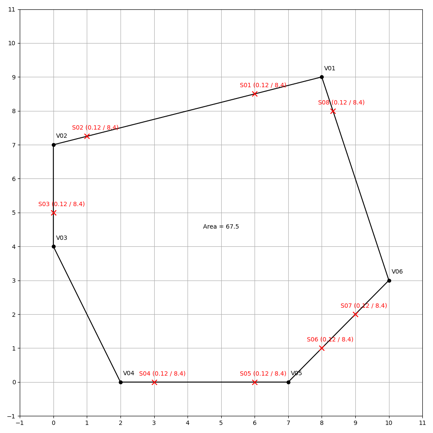 11
10
9
8
7
6
5
4
3
2
1
0
−1
−1 0 1 2 3 4 5 6 7 8 9 10 11
V01
S01 (0.12 / 8.4)
S08 (0.12 / 8.4)
S02 (0.12 / 8.4)
V02
S03 (0.12 / 8.4)
Area = 67.5
V03
V06
S07 (0.12 / 8.4)
S06 (0.12 / 8.4)
V04
S04 (0.12 / 8.4)
S05 (0.12 / 8.4)
V05